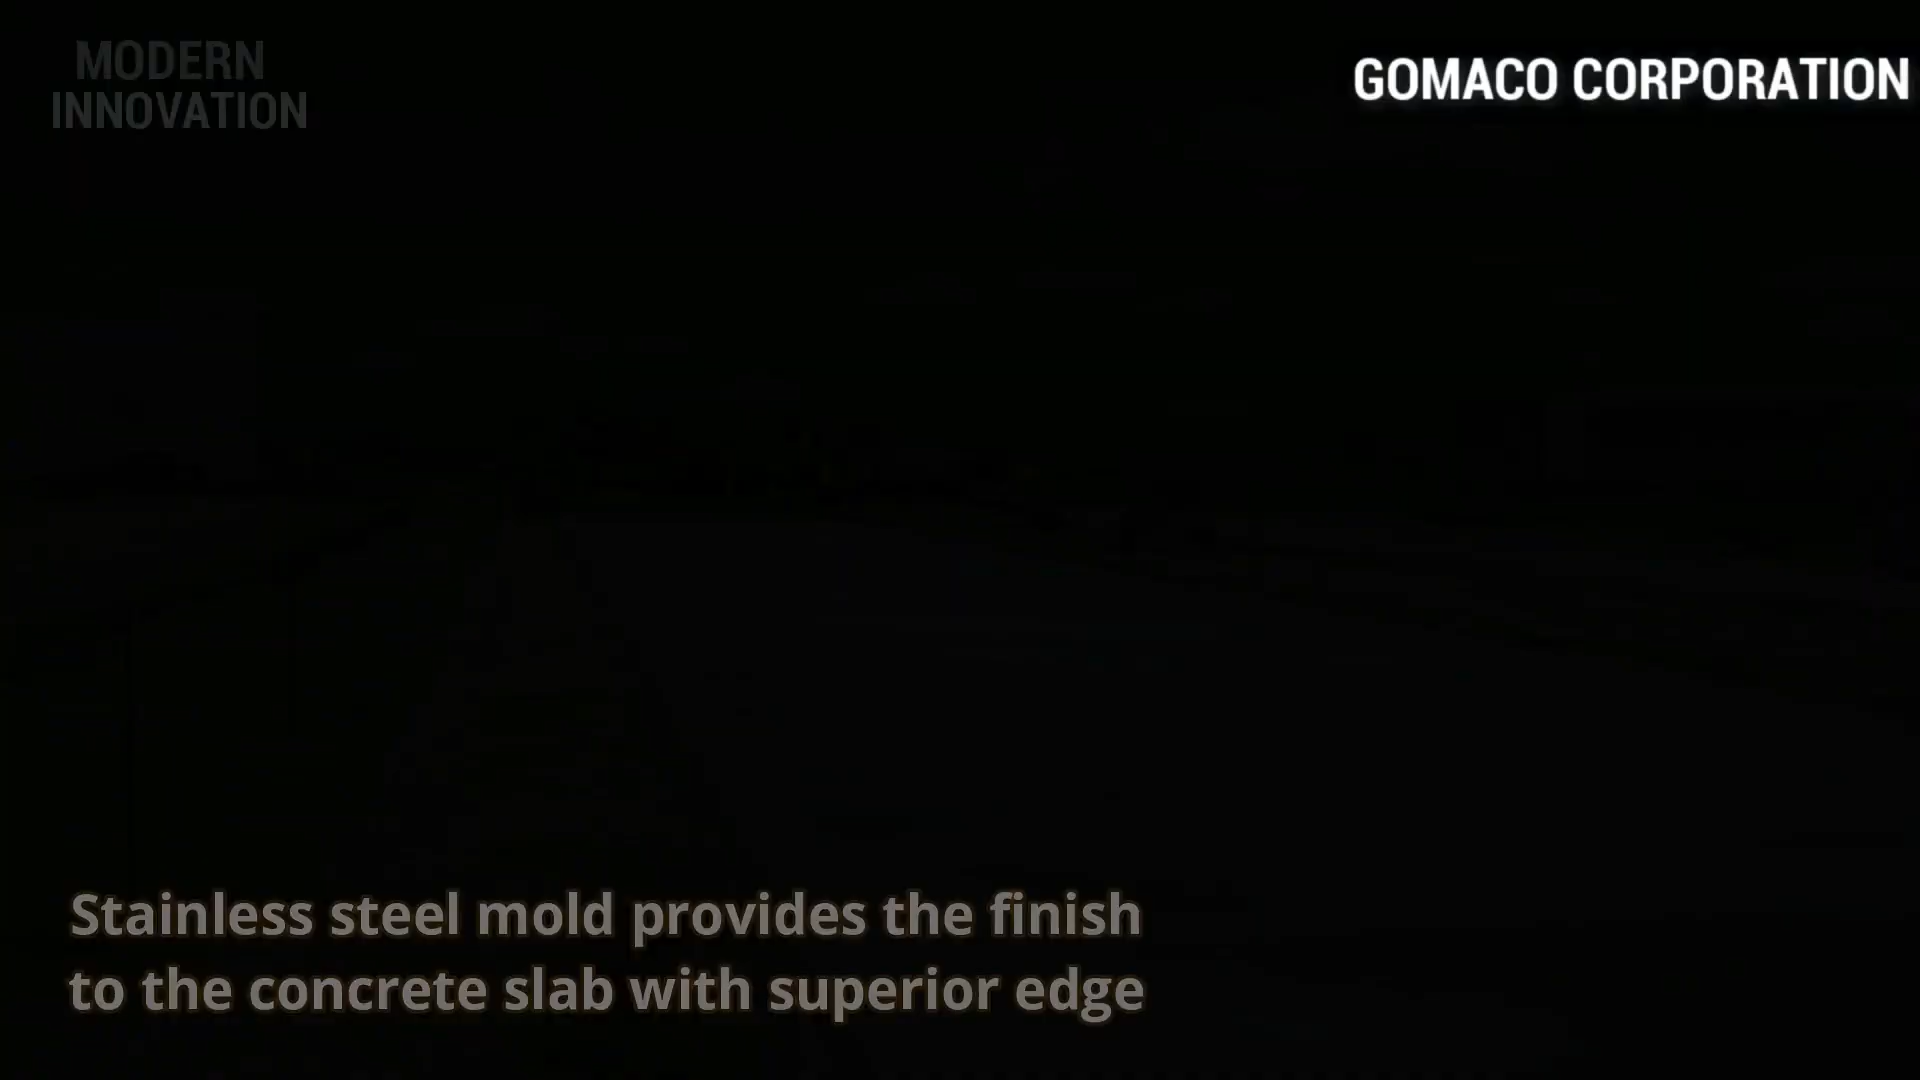 MODERN
INNOVATION
GOMACO CORPORATION
Stainless steel mold provides the finish
to the concrete slab with superior edge